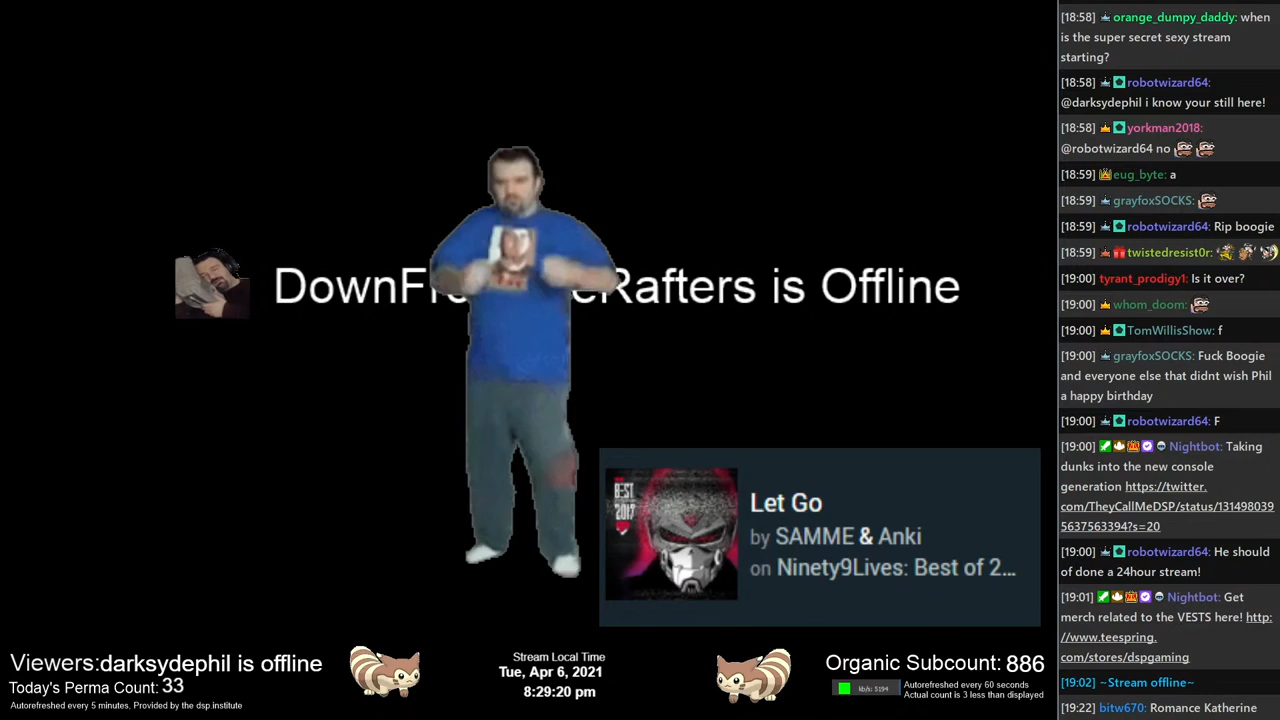 DownFr eRafters is Offline
BEST
2017
Let Go
by SAMME & Anki
on Ninety9Lives: Best of 2...
Viewers:darksydephil is offline
Today's Perma Count: 33
Autorefreshed every 5 minutes, Provided by the dsp.institute
Stream Local Time
Tue, Apr 6, 2021
8:29:20 pm
Organic Subcount: 886
kb/s: 5194
Autorefreshed every 60 seconds
Actual count is 3 less than displayed
[18:58] orange_dumpy_daddy: when
is the super secret sexy stream
starting?
[18:58] robotwizard64:
@darksydephil i know your still here!
[18:58] yorkman2018:
@robotwizard64 no
[18:59] eug_byte: a
[18:59] grayfoxSOCKS:
[18:59] robotwizard64: Rip boogie
[18:59] twistedresist0r:
[19:00] tyrant_prodigy1: Is it over?
[19:00] whom_doom:
[19:00] TomWillisShow: f
[19:00] grayfoxSOCKS: Fuck Boogie
and everyone else that didnt wish Phil
a happy birthday
[19:00] robotwizard64: F
[19:00] Nightbot: Taking
dunks into the new console
generation https://twitter.
com/TheyCallMeDSP/status/131498039
5637563394?s=20
[19:00] robotwizard64: He should
of done a 24hour stream!
[19:01] Nightbot: Get
merch related to the VESTS here! http:
//www.teespring.
com/stores/dspgaming
[19:02] ~Stream offline~
[19:22] bitw670: Romance Katherine